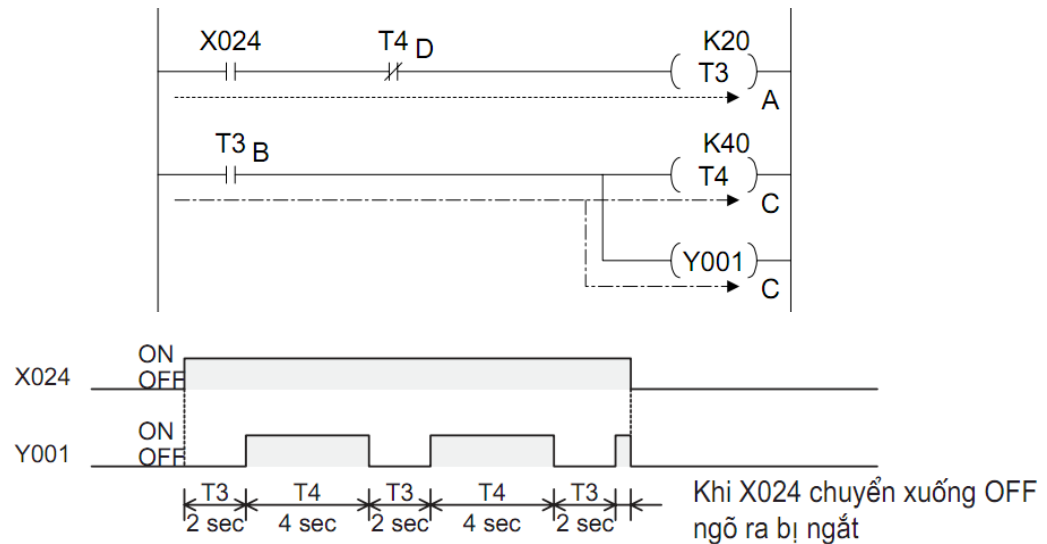 X024 T4 D K20
T3
A
T3 B K40
T4
C
Y001
C
ON
X024 OFF
ON
Y001 OFF
T3 T4 T3 T4 T3
2 sec 4 sec 2 sec 4 sec 2 sec
Khi X024 chuyển xuống OFF
ngõ ra bị ngắt